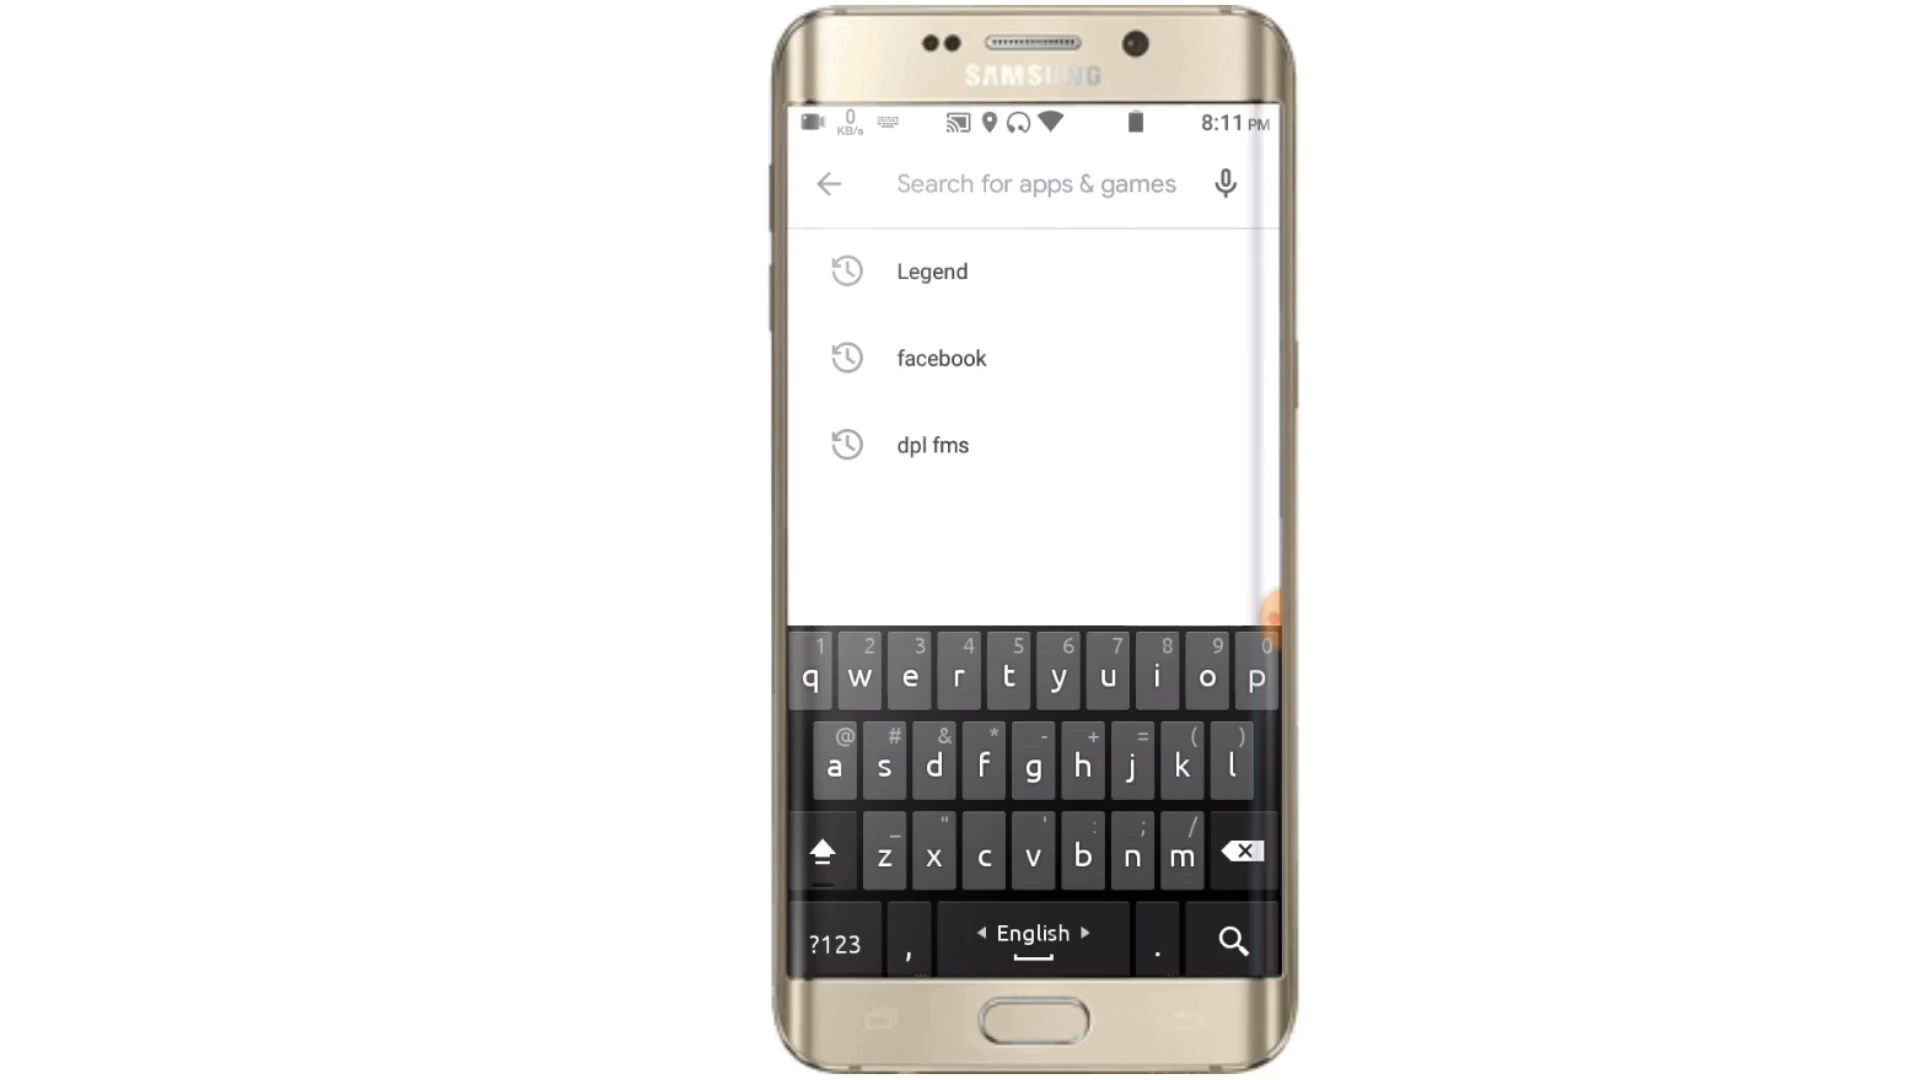 SAMSUNG
0
KB/s
8:11 PM
Search for apps & games
Legend
facebook
dpl fms
1 2 3 4 5 6 7 8 9 0
q w e r t y u i o p
@ # & * - + = ( )
a s d f g h j k l
_ " ' : ; /
z x c v b n m
?123 , English .